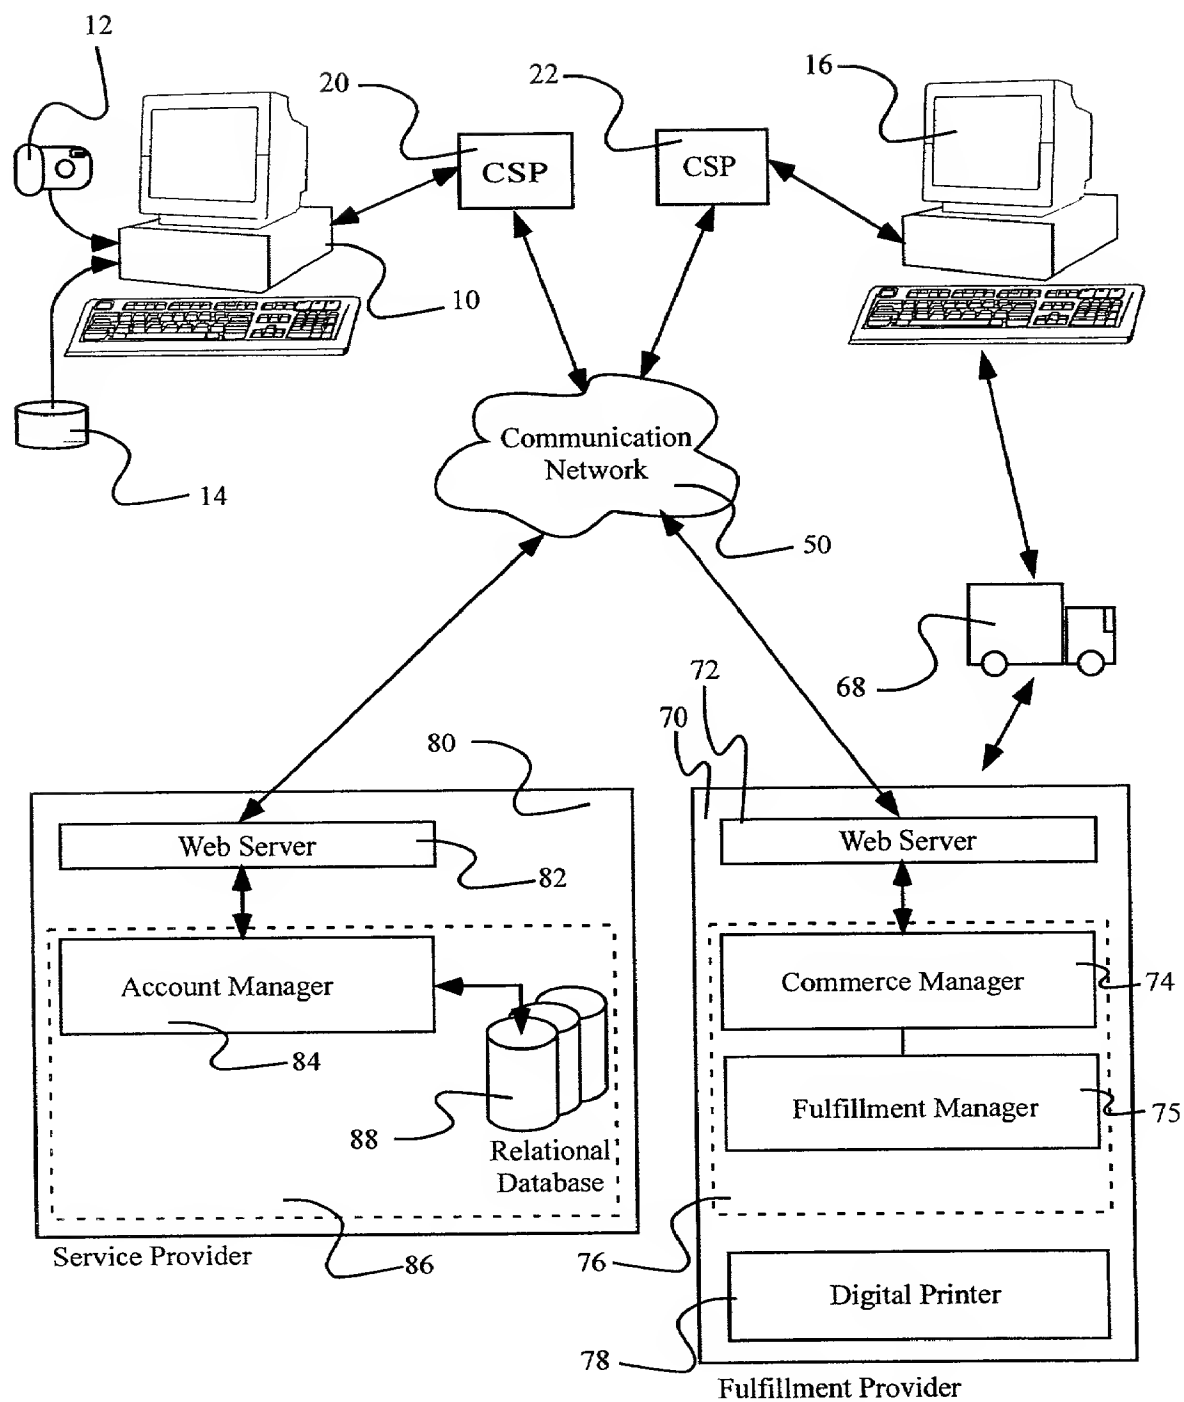 12
20
22
16
CSP
CSP
10
14
Communication
Network
50
68
72
70
80
Web Server
82
Web Server
Account Manager
84
88
Relational
Database
86
Service Provider
Commerce Manager
74
Fulfillment Manager
75
76
Digital Printer
78
Fulfillment Provider